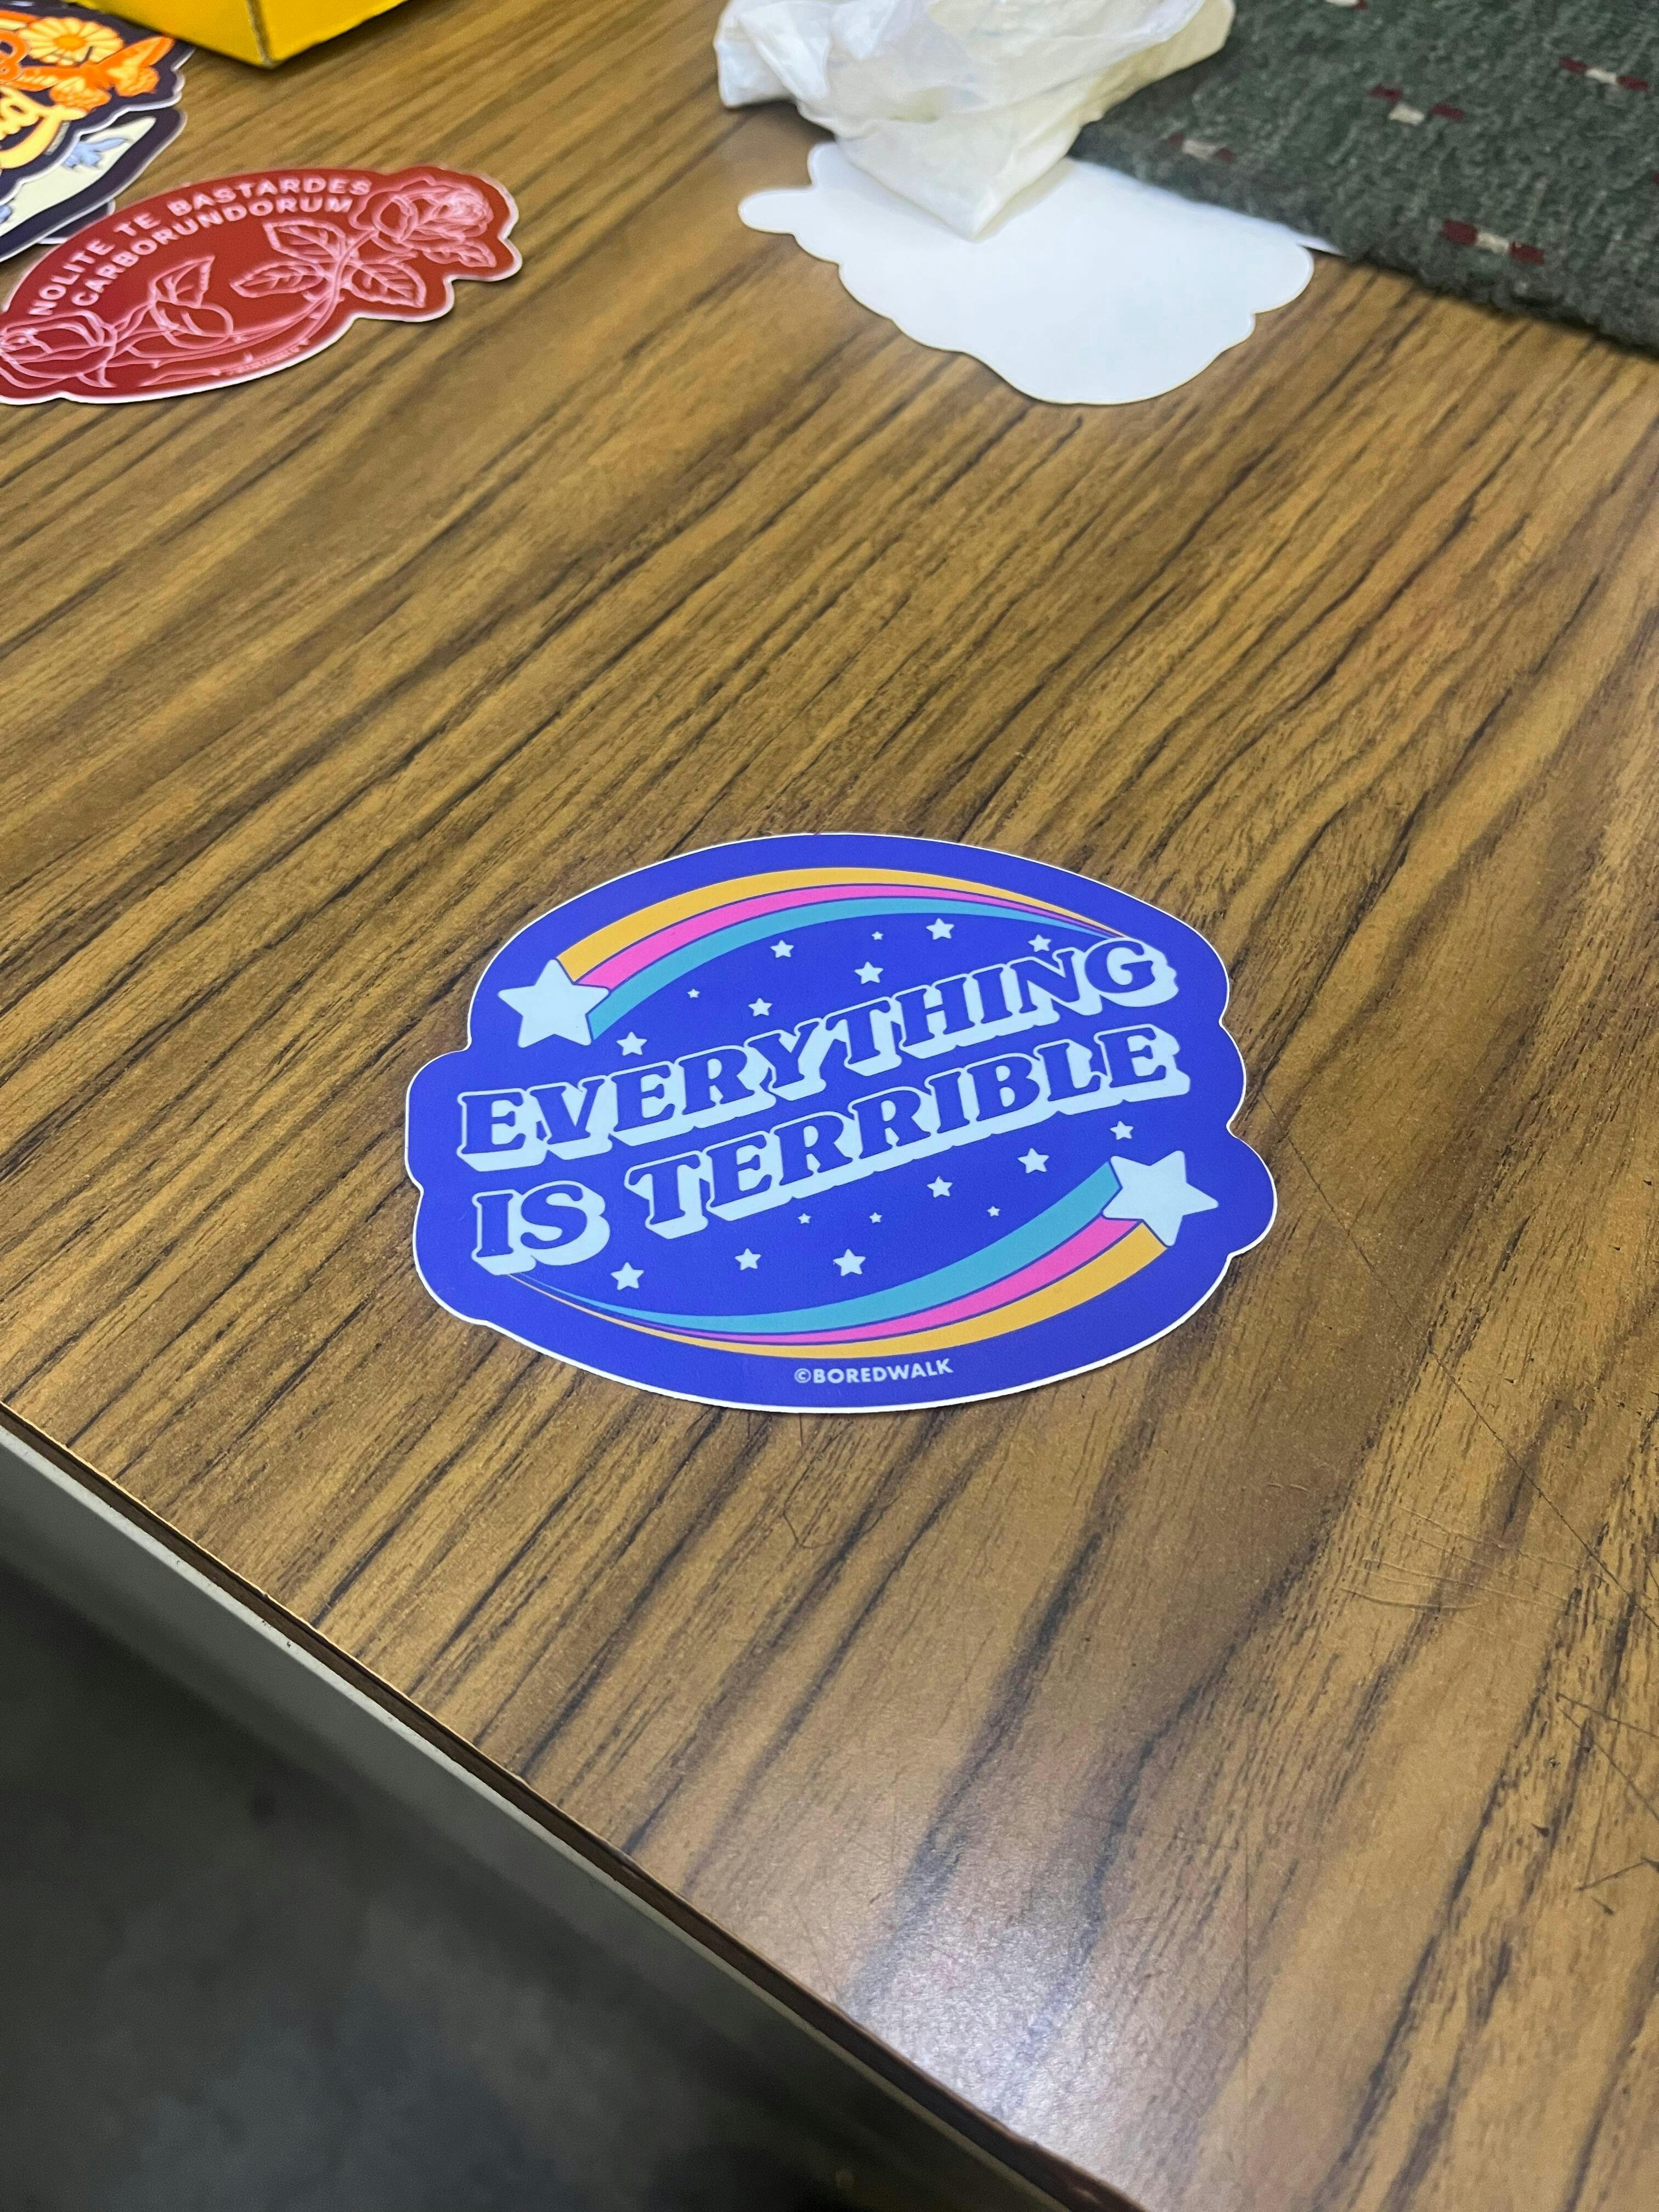 NOLITE TE BASTARDES
CARBORUNDORUM
EVERYTHING
IS TERRIBLE
©BOREDWALK